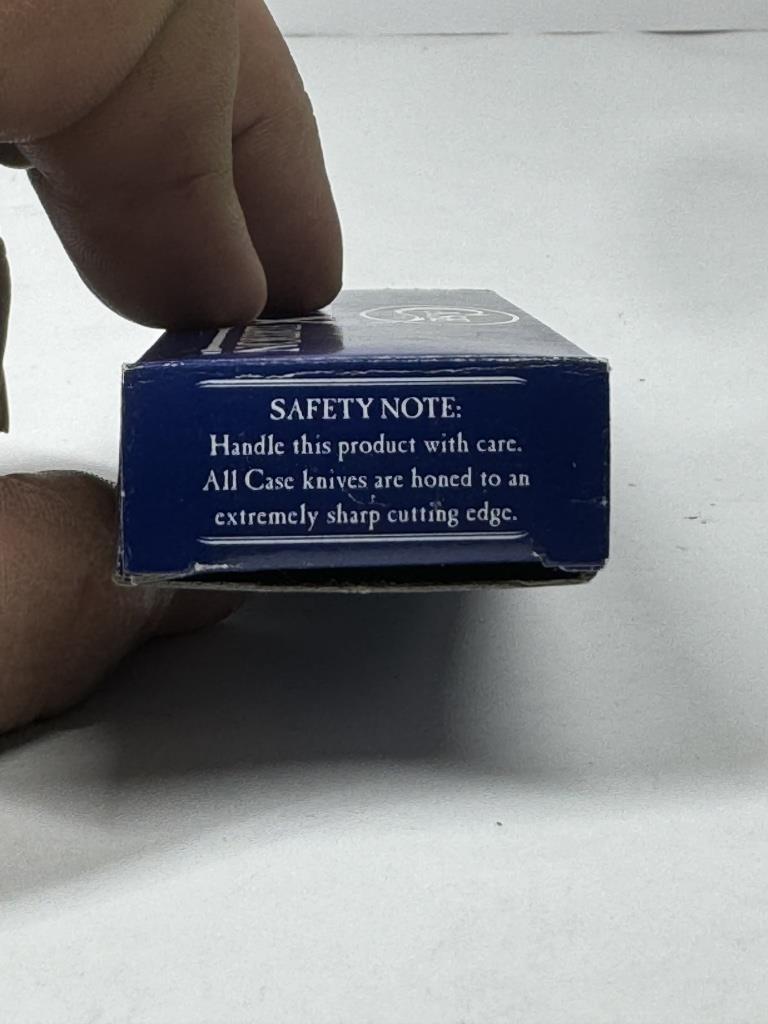 SAFETY NOTE:
Handle this product with care.
All Case knives are honed to an
extremely sharp cutting edge.